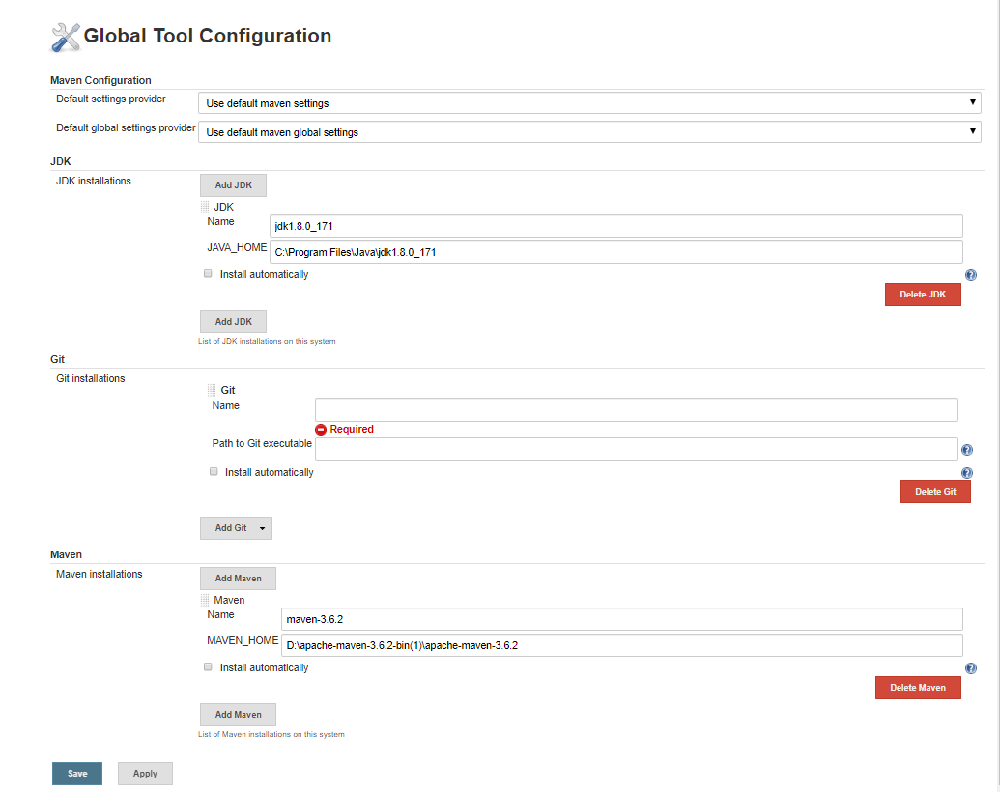 Global Tool Configuration
Maven Configuration
Default settings provider
Use default maven settings
Default global settings provider
Use default maven global settings
JDK
JDK installations
Add JDK
JDK
Name
jdk1.8.0_171
JAVA_HOME
C:\Program Files\Java\jdk1.8.0_171
Install automatically
Delete JDK
Add JDK
List of JDK installations on this system
Git
Git installations
Git
Name
Required
Path to Git executable
Install automatically
Delete Git
Add Git
Maven
Maven installations
Add Maven
Maven
Name
maven-3.6.2
MAVEN_HOME
D:\apache-maven-3.6.2-bin(1)\apache-maven-3.6.2
Install automatically
Delete Maven
Add Maven
List of Maven installations on this system
Save Apply